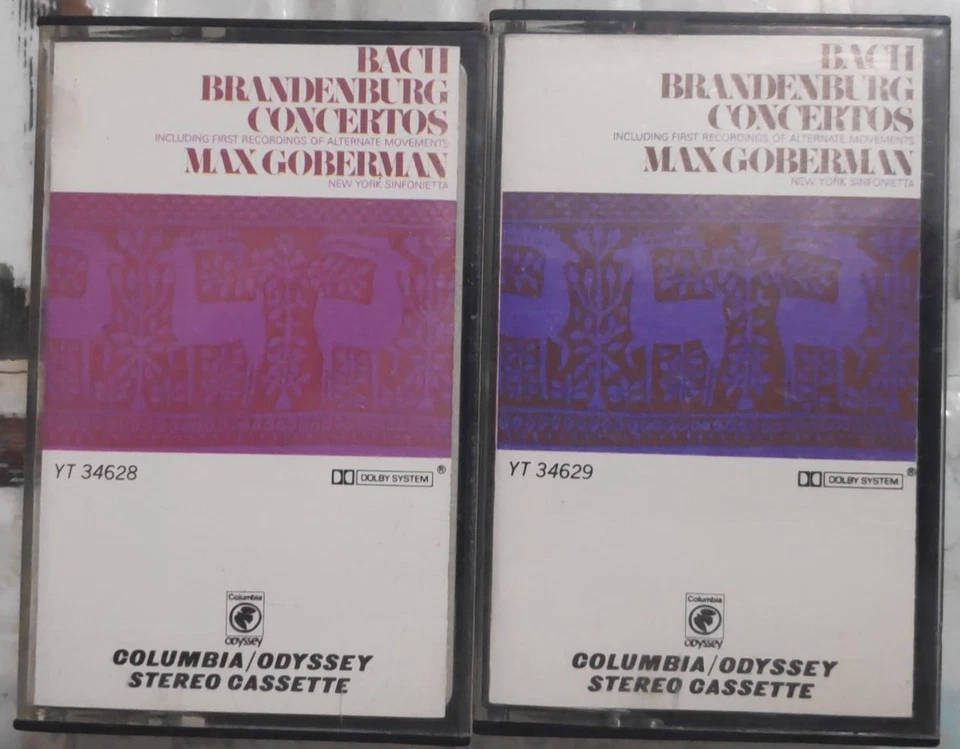 BACH
BRANDENBURG
CONCERTOS
INCLUDING FIRST RECORDINGS OF ALTERNATE MOVEMENTS
MAX GOBERMAN
NEW YORK SINFONIETTA
YT 34628
DOLBY SYSTEM ®
Columbia
Odyssey
COLUMBIA/ODYSSEY
STEREO CASSETTE
BACH
BRANDENBURG
CONCERTOS
INCLUDING FIRST RECORDINGS OF ALTERNATE MOVEMENTS
MAX GOBERMAN
NEW YORK SINFONIETTA
YT 34629
DOLBY SYSTEM ®
Columbia
Odyssey
COLUMBIA/ODYSSEY
STEREO CASSETTE